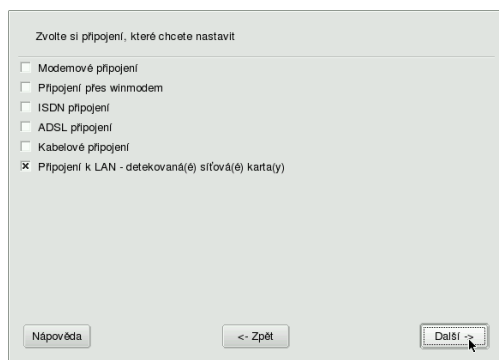 Zvolte si připojení, které chcete nastavit
Modemové připojení
Připojení přes winmodem
ISDN připojení
ADSL připojení
Kabelové připojení
Připojení k LAN - detekovaná(é) síťová(é) karta(y)
Nápověda
<- Zpět
Další ->